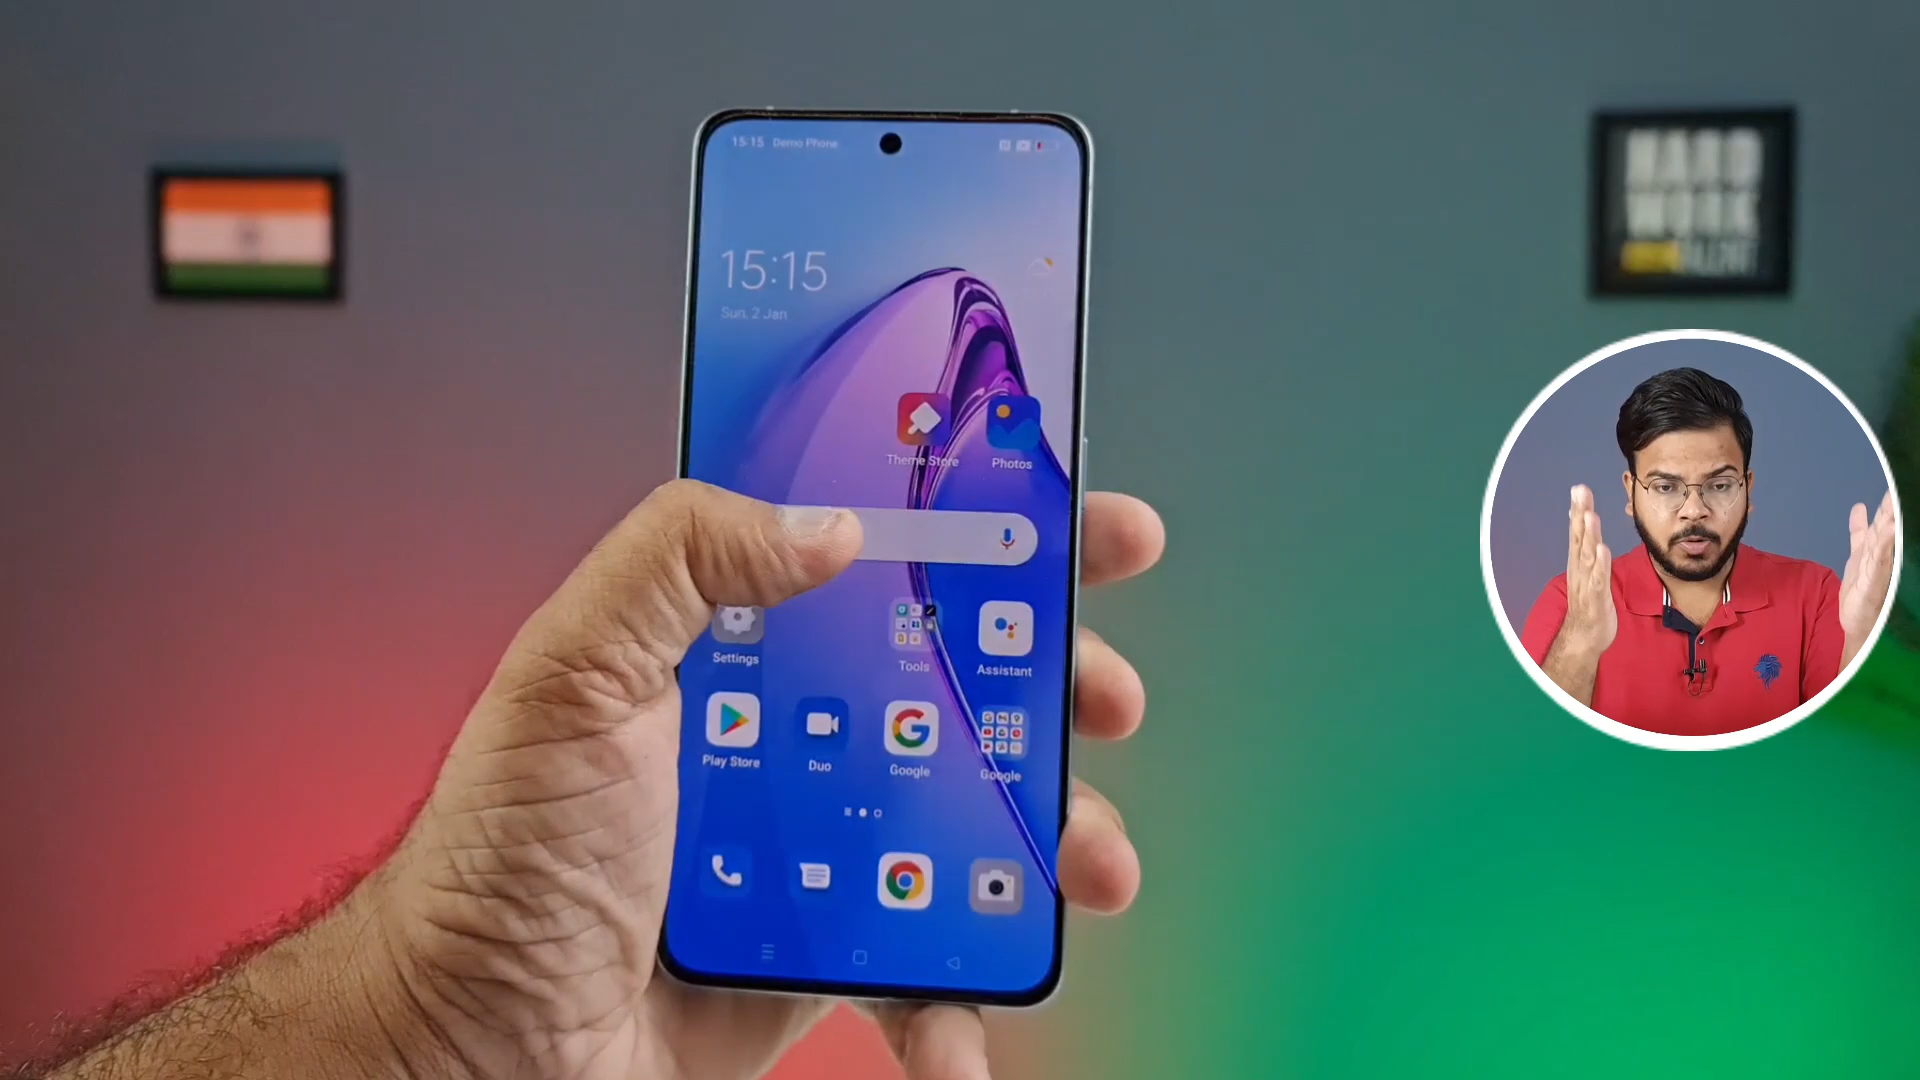 15:15 Demo Phone
15:15
Sun, 2 Jan
Theme Store
Photos
Settings
Tools
Assistant
Play Store
Duo
Google
Google
HARD
WORK
TALENT